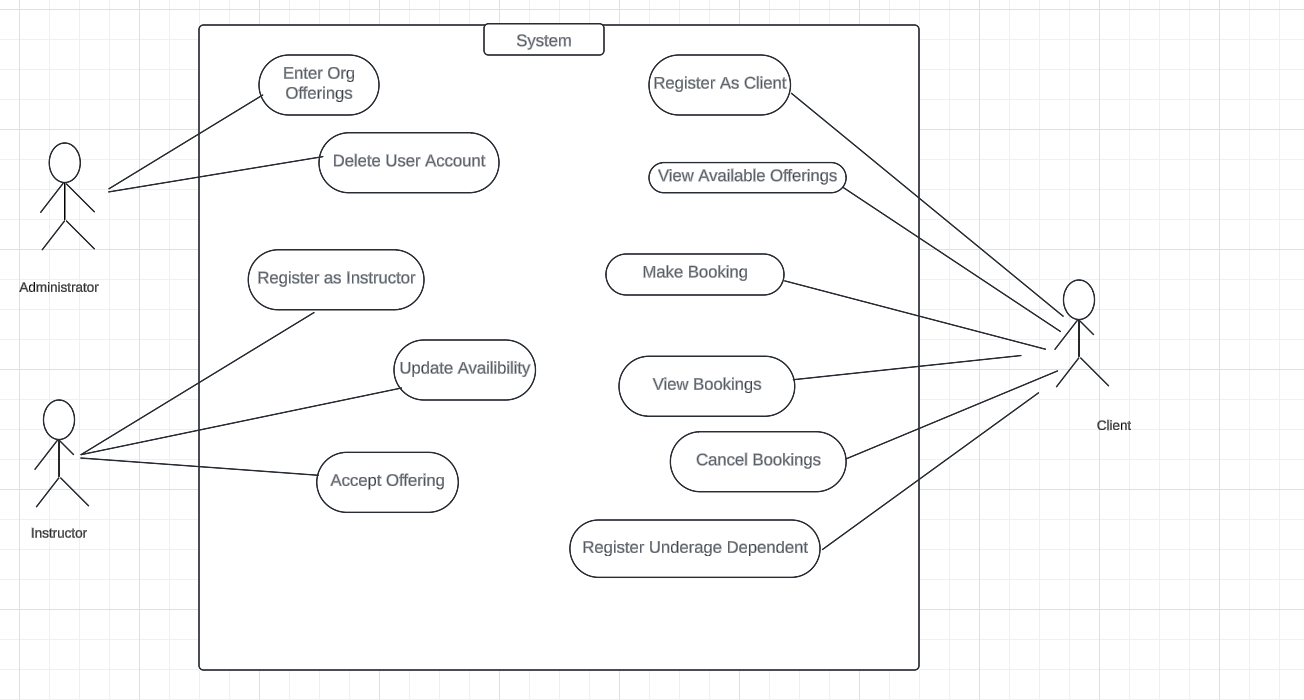 System
Enter Org
Offerings
Register As Client
Delete User Account
View Available Offerings
Administrator
Register as Instructor
Make Booking
Update Availibility
View Bookings
Client
Cancel Bookings
Accept Offering
Instructor
Register Underage Dependent